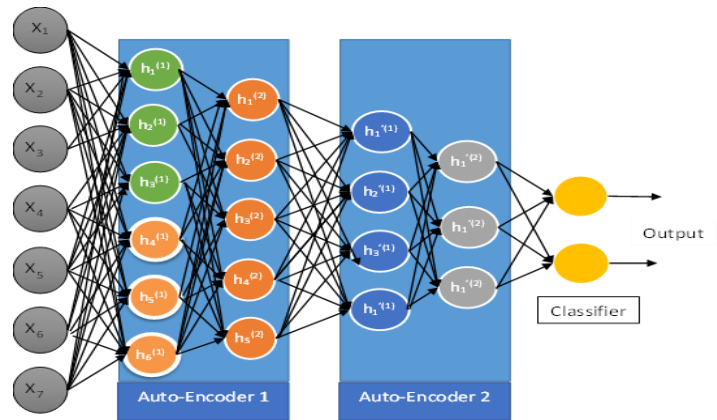 X1
X2
X3
X4
X5
X6
X7
h1(1)
h2(1)
h3(1)
h4(1)
h5(1)
h6(1)
h1(2)
h2(2)
h3(2)
h4(2)
h5(2)
Auto-Encoder 1
h1'(1)
h2'(1)
h3'(1)
h1'(1)
h1'(2)
h1'(2)
h1'(2)
Auto-Encoder 2
Output
Classifier